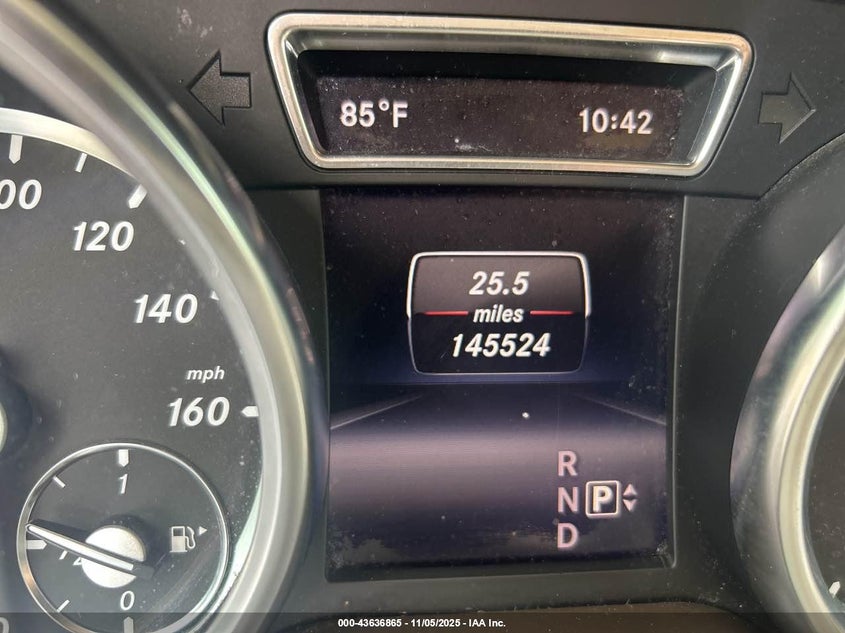 85°F 10:42
120
140
mph
160
25.5
miles
145524
R
N P
D
1
0
000-43636865 • 11/05/2025 • IAA Inc.